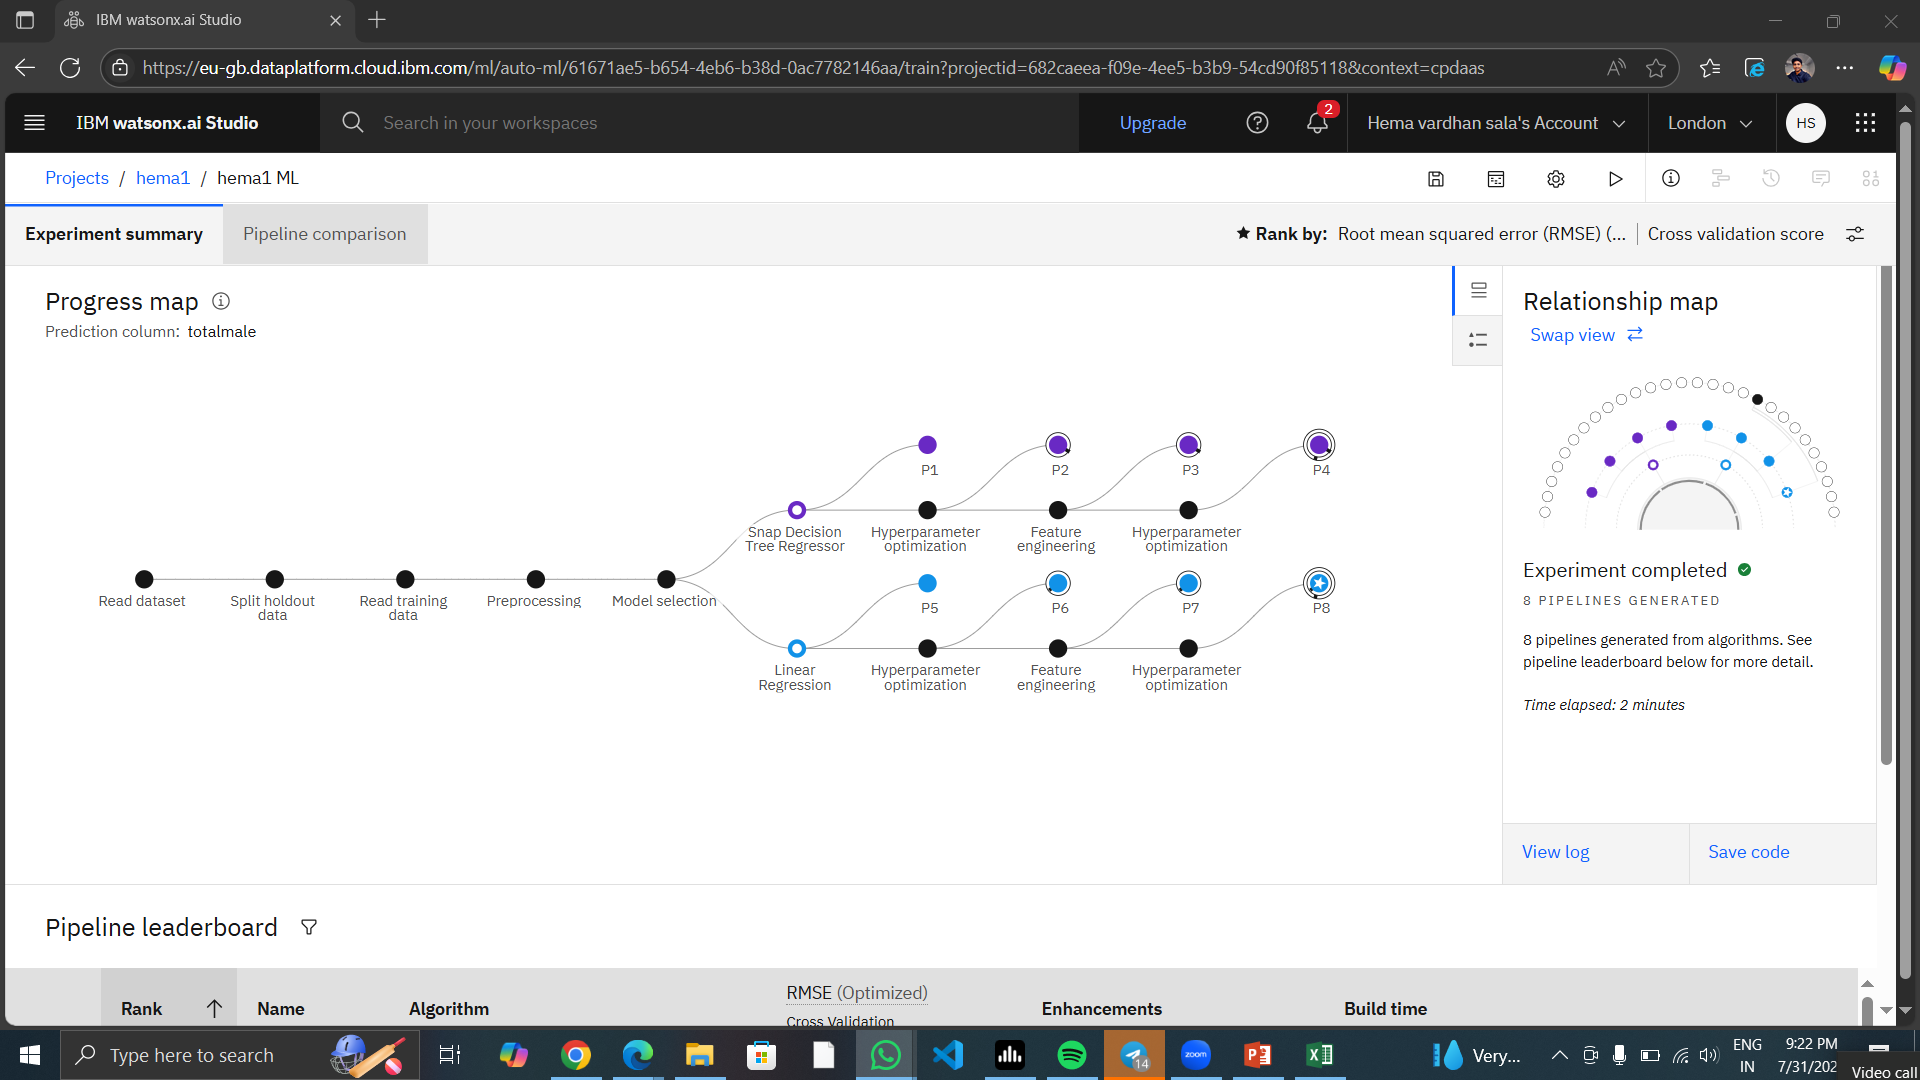 IBM watsonx.ai Studio
https://eu-gb.dataplatform.cloud.ibm.com/ml/auto-ml/61671ae5-b654-4eb6-b38d-0ac7782146aa/train?projectid=682caeea-f09e-4ee5-b3b9-54cd90f85118&context=cpdaas
IBM watsonx.ai Studio
Search in your workspaces
Upgrade
2
Hema vardhan sala's Account
London
HS
Projects / hema1 / hema1 ML
Experiment summary
Pipeline comparison
Rank by: Root mean squared error (RMSE) (...
Cross validation score
Progress map
Prediction column: totalmale
P1
P2
P3
P4
Snap Decision
Tree Regressor
Hyperparameter
optimization
Feature
engineering
Hyperparameter
optimization
Read dataset
Split holdout
data
Read training
data
Preprocessing
Model selection
P5
P6
P7
P8
Linear
Regression
Hyperparameter
optimization
Feature
engineering
Hyperparameter
optimization
Relationship map
Swap view
Experiment completed
8 PIPELINES GENERATED
8 pipelines generated from algorithms. See
pipeline leaderboard below for more detail.
Time elapsed: 2 minutes
View log
Save code
Pipeline leaderboard
Rank
Name
Algorithm
RMSE (Optimized)
Cross Validation
Enhancements
Build time
Type here to search
zoom
14
Very...
ENG
IN
9:22 PM
7/31/202
Video call